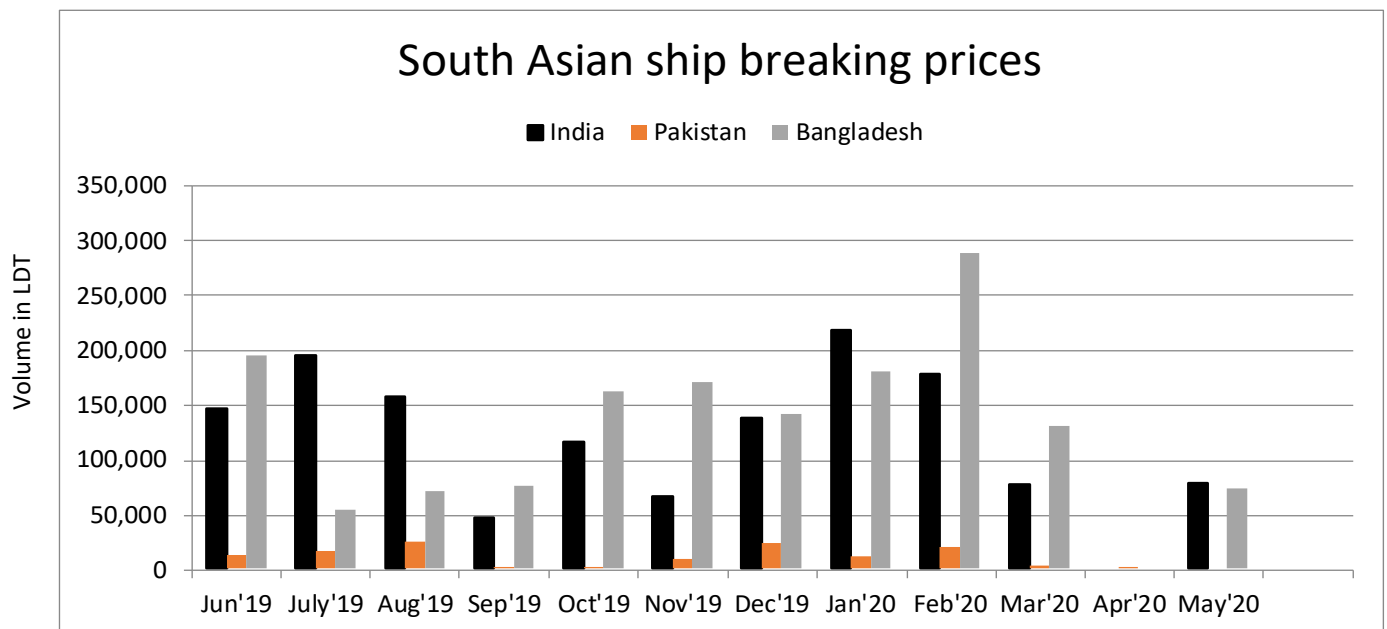 South Asian ship breaking prices
India Pakistan Bangladesh
350,000
300,000
250,000
200,000
150,000
100,000
50,000
0
Volume in LDT
Jun'19 July'19 Aug'19 Sep'19 Oct'19 Nov'19 Dec'19 Jan'20 Feb'20 Mar'20 Apr'20 May'20